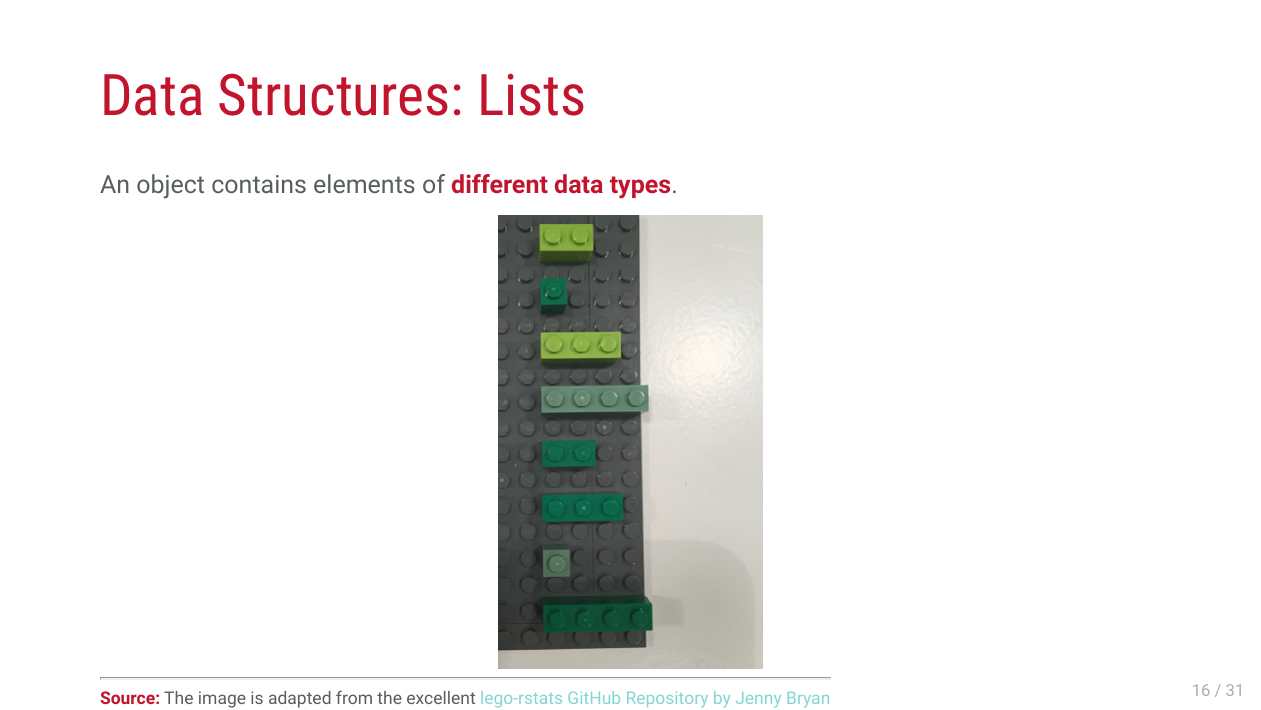 Data Structures: Lists
An object contains elements of different data types.
Source: The image is adapted from the excellent lego-rstats GitHub Repository by Jenny Bryan
16 / 31